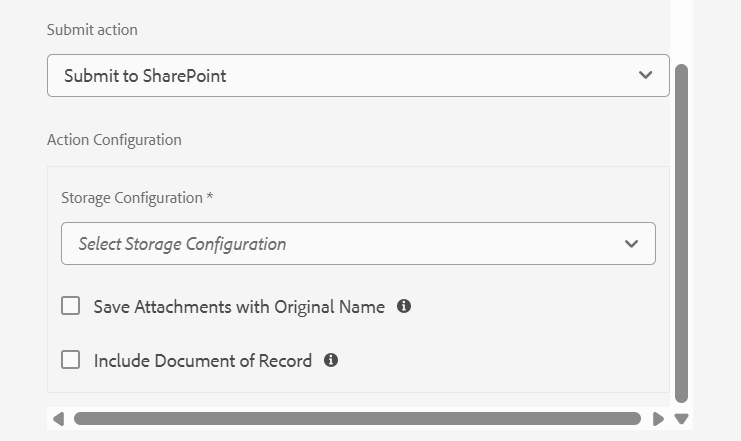 Submit action
Submit to SharePoint
Action Configuration
Storage Configuration *
Select Storage Configuration
Save Attachments with Original Name
Include Document of Record